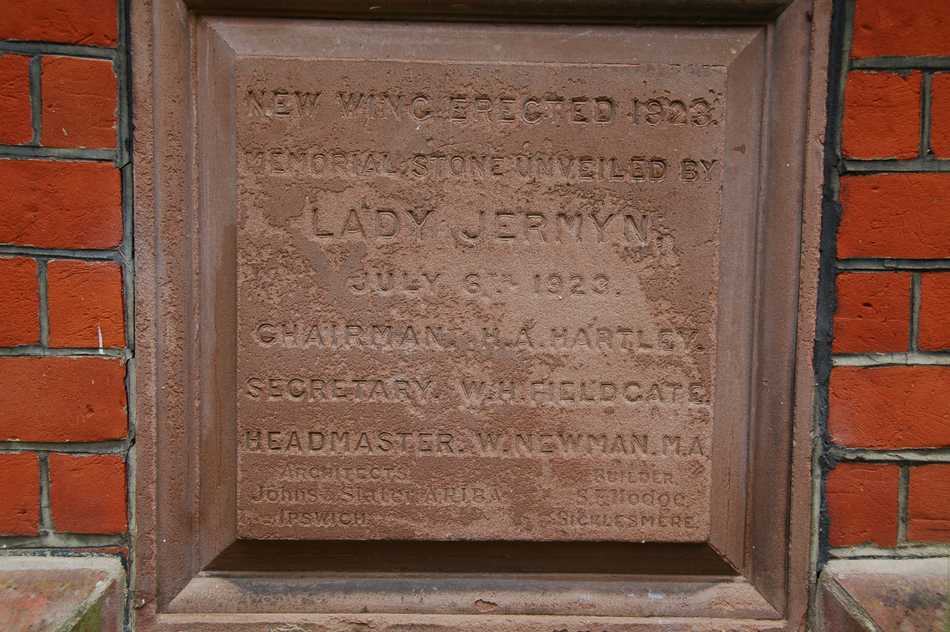 NEW WING ERECTED 1923.
MEMORIAL STONE UNVEILED BY
LADY JERMYN.
JULY 6TH 1923.
CHAIRMAN. H.A. HARTLEY.
SECRETARY. W.H. FIELDGATE.
HEADMASTER. W. NEWMAN. M.A
ARCHITECTS
Johns & Slater ARIBA
IPSWICH
BUILDER
S.F. Hodge
SICKLESMERE.